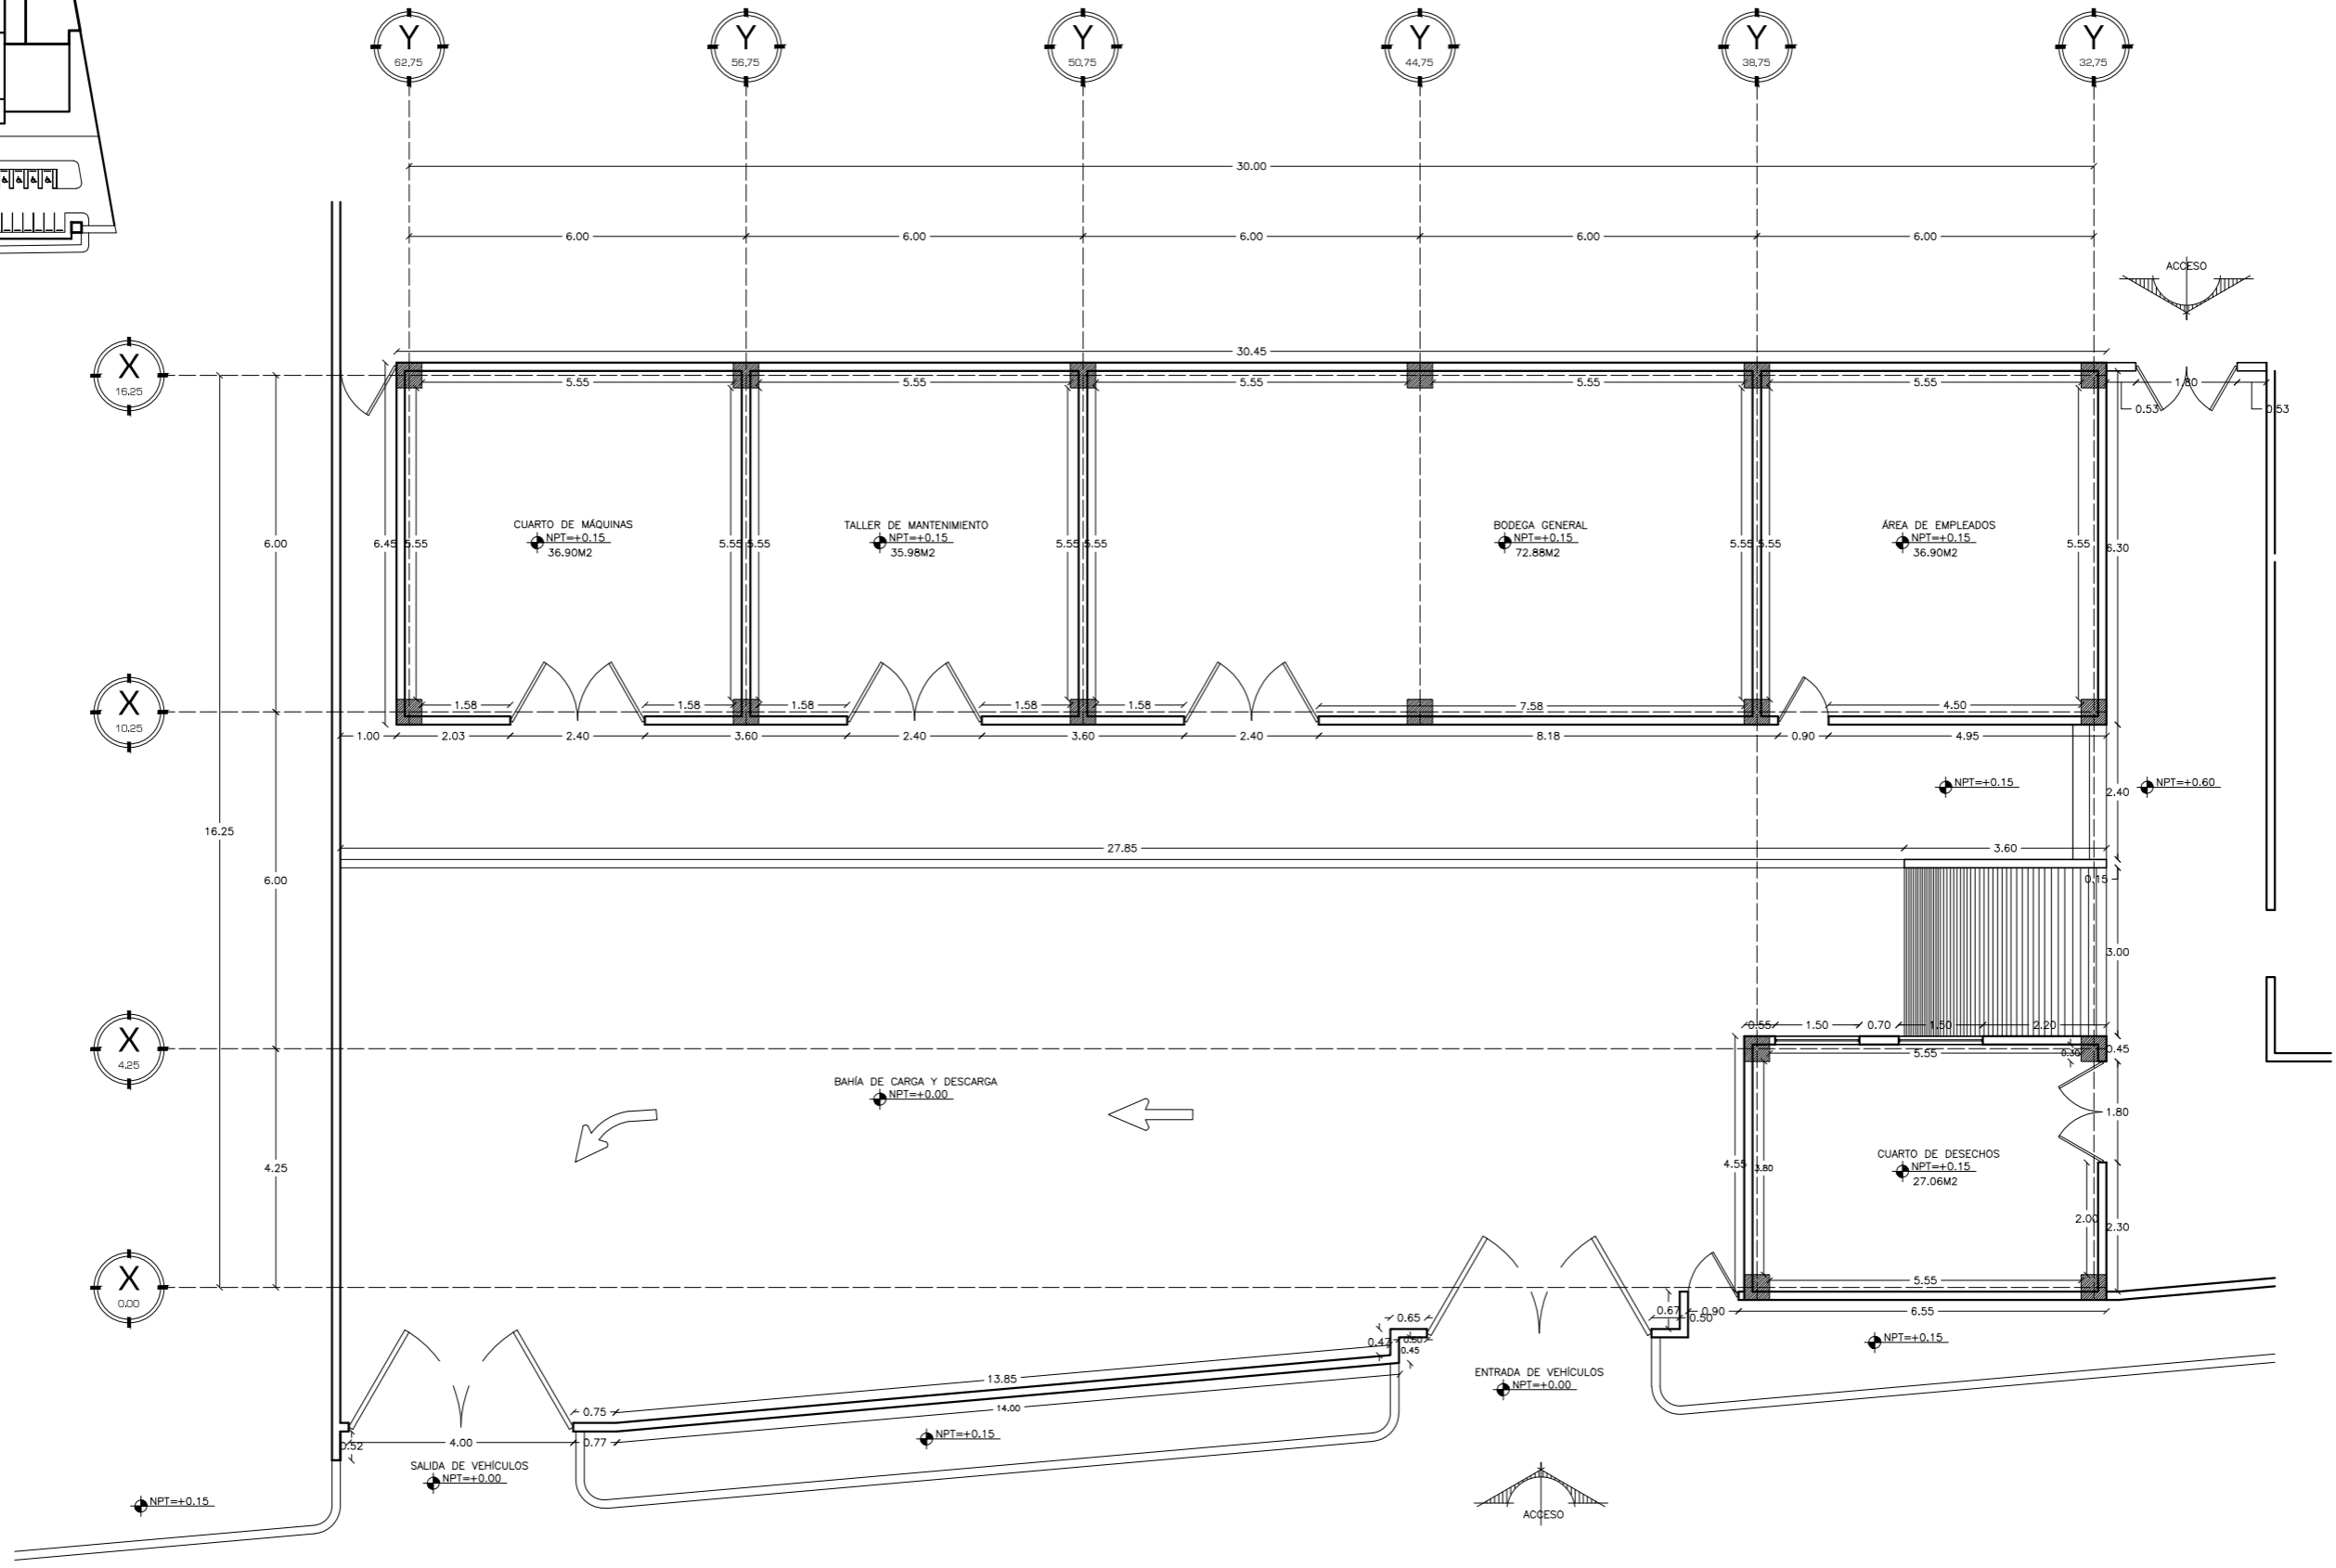 Y Y Y Y Y Y
62.75 56.75 50.75 44.75 38.75 32.75
30.00
6.00 6.00 6.00 6.00 6.00
ACCESO
X
16.25
30.45
5.55 5.55 5.55 5.55 5.55 1.80
0.53 0.53
CUARTO DE MÁQUINAS
NPT=+0.15
36.90M2
TALLER DE MANTENIMIENTO
NPT=+0.15
35.98M2
BODEGA GENERAL
NPT=+0.15
72.88M2
ÁREA DE EMPLEADOS
NPT=+0.15
36.90M2
6.00 6.45 5.55 5.55 5.55 5.55 5.55 5.55 5.55 5.55 6.30
X
10.25
1.58 1.58 1.58 1.58 1.58 7.58 4.50
1.00 2.03 2.40 3.60 2.40 3.60 2.40 8.18 0.90 4.95
NPT=+0.15
NPT=+0.60
2.40
16.25
27.85 3.60
6.00
0.15
3.00
X
4.25
0.55 1.50 0.70 1.50 2.20
5.55 0.30 0.45
BAHÍA DE CARGA Y DESCARGA
NPT=+0.00
1.80
4.25
4.55 3.80
CUARTO DE DESECHOS
NPT=+0.15
27.06M2
2.00 2.30
X
0.00
5.55
0.65 0.67 0.50 0.90 6.55
0.47 0.60
0.45
NPT=+0.15
ENTRADA DE VEHÍCULOS
NPT=+0.00
13.85
14.00
0.75
0.52 4.00 0.77
NPT=+0.15
SALIDA DE VEHÍCULOS
NPT=+0.00
NPT=+0.15
ACCESO